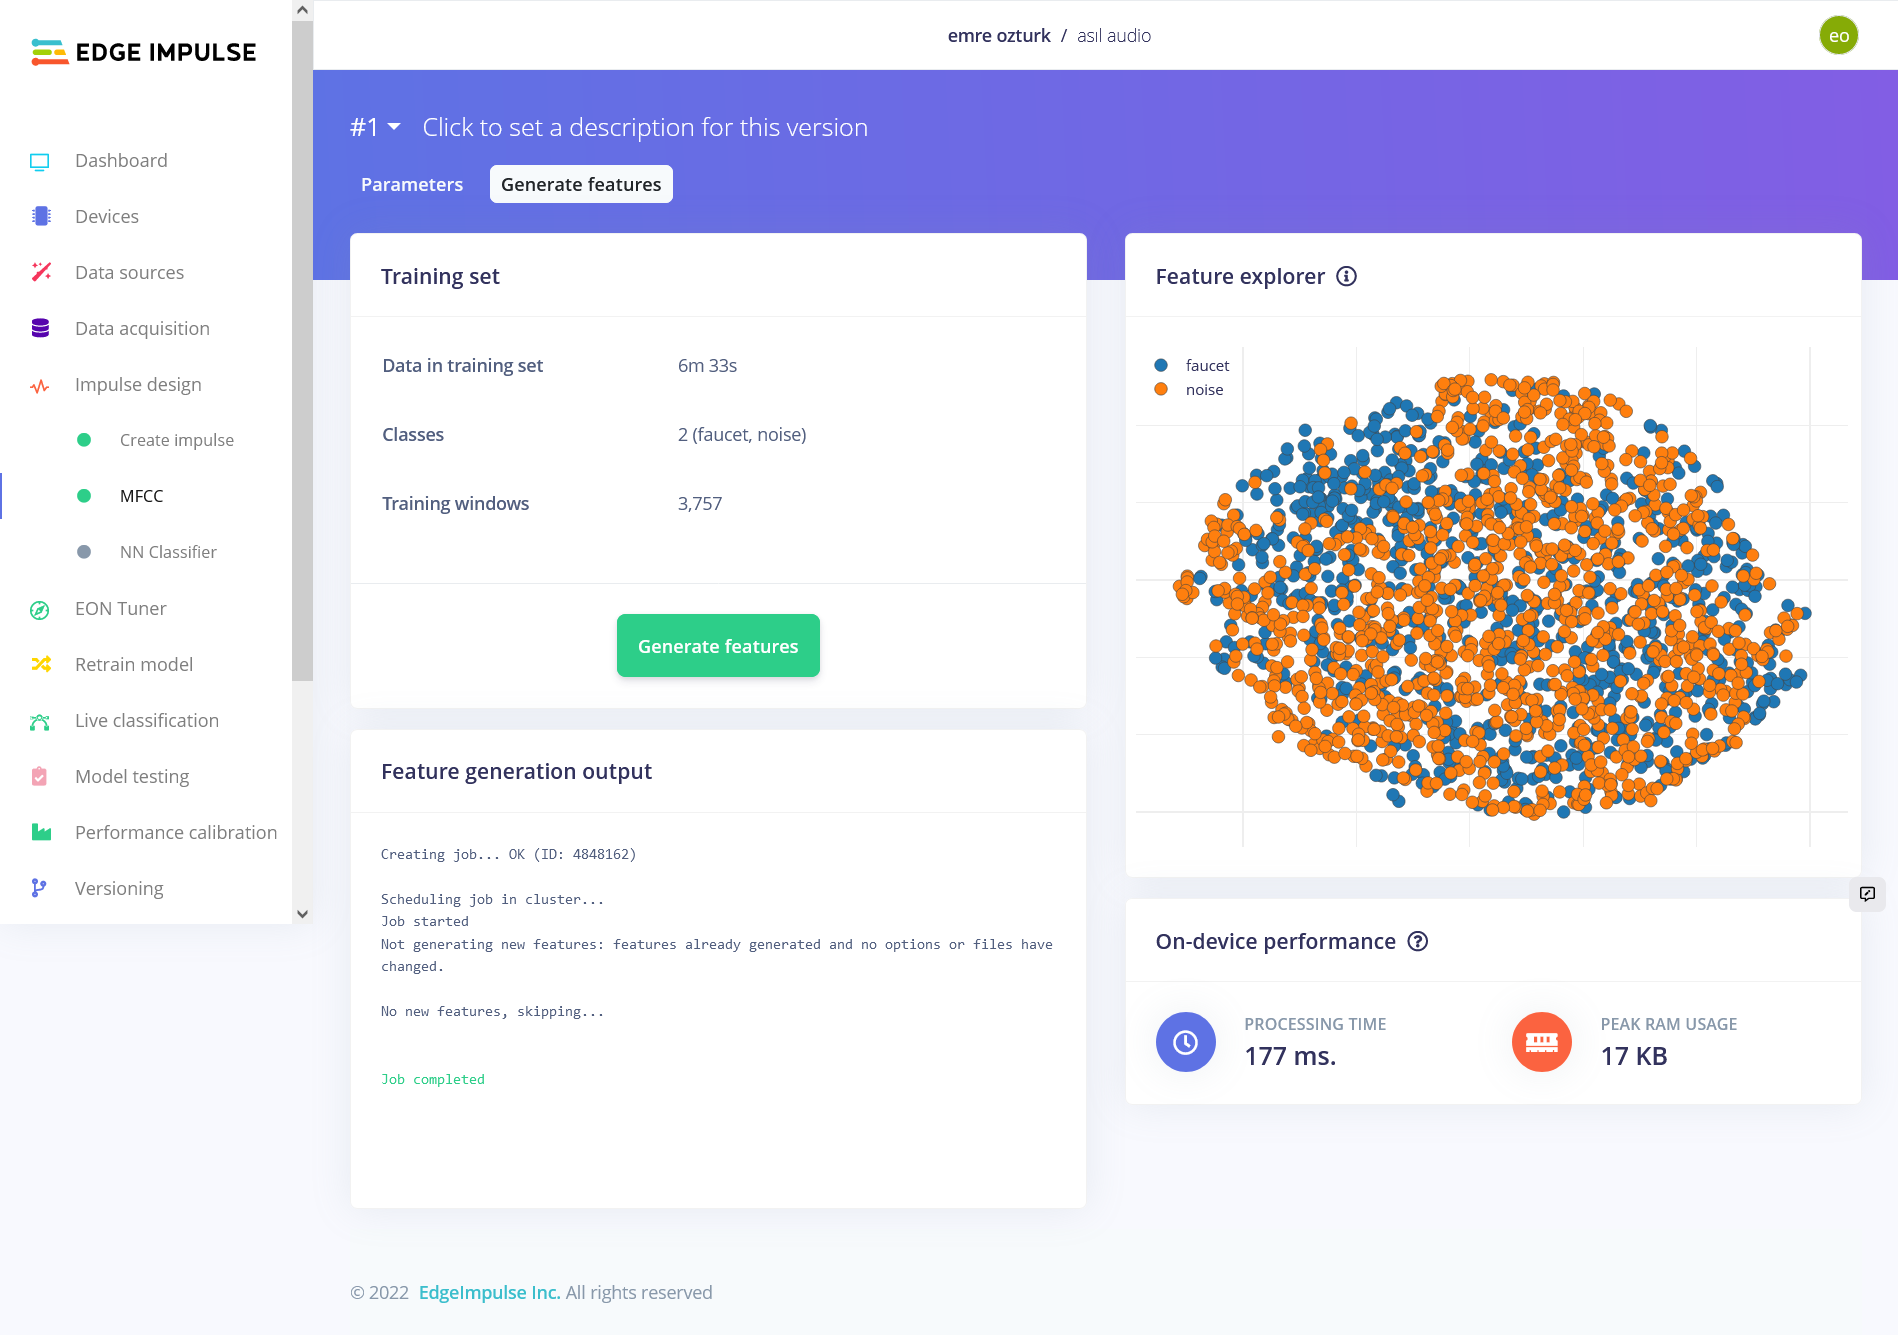 EDGE IMPULSE
emre ozturk / asıl audio
eo
Dashboard
Devices
Data sources
Data acquisition
Impulse design
Create impulse
MFCC
NN Classifier
EON Tuner
Retrain model
Live classification
Model testing
Performance calibration
Versioning
#1 Click to set a description for this version
Parameters
Generate features
Training set
Data in training set 6m 33s
Classes 2 (faucet, noise)
Training windows 3,757
Generate features
Feature generation output
Creating job... OK (ID: 4848162)
Scheduling job in cluster...
Job started
Not generating new features: features already generated and no options or files have
changed.
No new features, skipping...
Job completed
Feature explorer
faucet
noise
On-device performance
PROCESSING TIME
177 ms.
PEAK RAM USAGE
17 KB
© 2022 EdgeImpulse Inc. All rights reserved